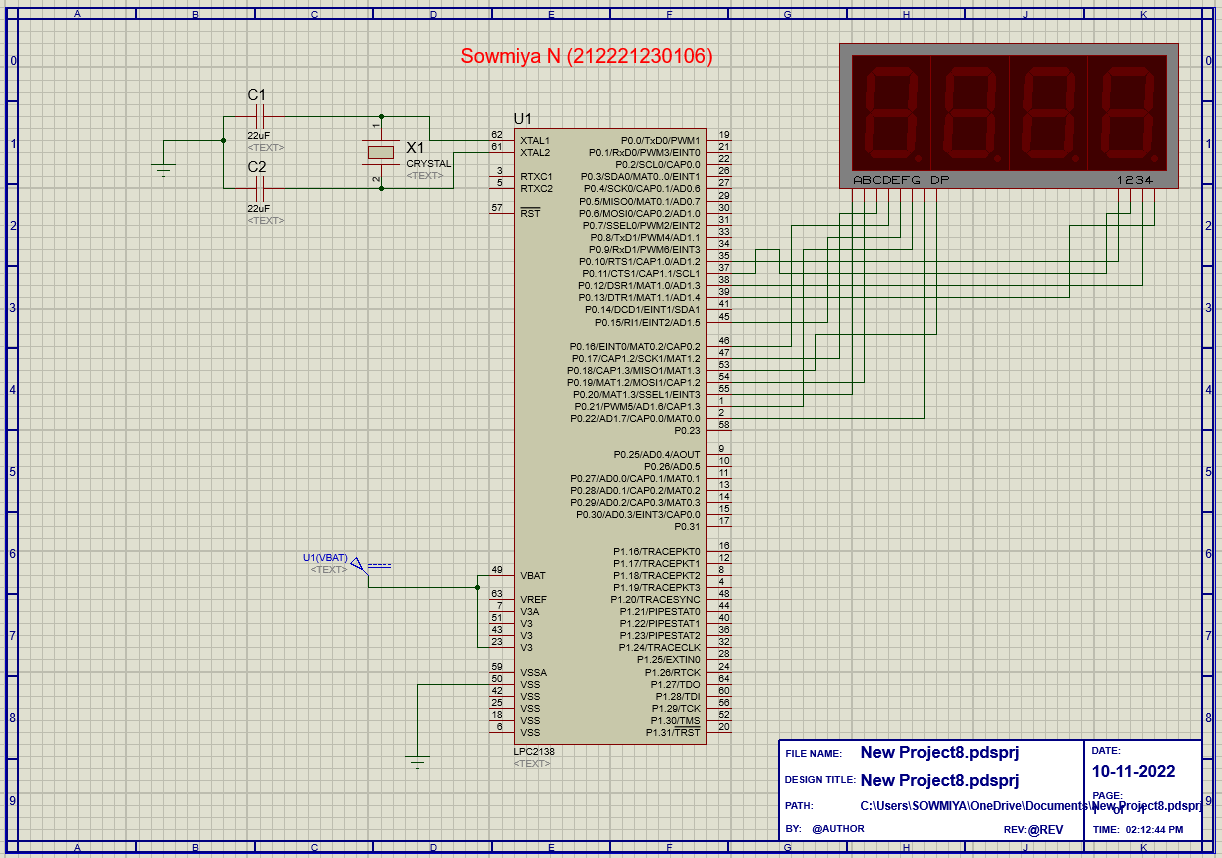 A B C D E F G H J K
0 0
Sowmiya N (212221230106)
C1
22uF
<TEXT>
C2
22uF
<TEXT>
1
X1
CRYSTAL
<TEXT>
2
ABCDEFG DP 1234
U1
62 XTAL1
61 XTAL2
3 RTXC1
5 RTXC2
57 RST
49 VBAT
63 VREF
7 V3A
51 V3
43 V3
23 V3
59 VSSA
50 VSS
42 VSS
25 VSS
18 VSS
6 VSS
P0.0/TxD0/PWM1 19
P0.1/RxD0/PWM3/EINT0 21
P0.2/SCL0/CAP0.0 22
P0.3/SDA0/MAT0..0/EINT1 26
P0.4/SCK0/CAP0.1/AD0.6 27
P0.5/MISO0/MAT0.1/AD0.7 29
P0.6/MOSI0/CAP0.2/AD1.0 30
P0.7/SSEL0/PWM2/EINT2 31
P0.8/TxD1/PWM4/AD1.1 33
P0.9/RxD1/PWM6/EINT3 34
P0.10/RTS1/CAP1.0/AD1.2 35
P0.11/CTS1/CAP1.1/SCL1 37
P0.12/DSR1/MAT1.0/AD1.3 38
P0.13/DTR1/MAT1.1/AD1.4 39
P0.14/DCD1/EINT1/SDA1 41
P0.15/RI1/EINT2/AD1.5 45
P0.16/EINT0/MAT0.2/CAP0.2 46
P0.17/CAP1.2/SCK1/MAT1.2 47
P0.18/CAP1.3/MISO1/MAT1.3 53
P0.19/MAT1.2/MOSI1/CAP1.2 54
P0.20/MAT1.3/SSEL1/EINT3 55
P0.21/PWM5/AD1.6/CAP1.3 1
P0.22/AD1.7/CAP0.0/MAT0.0 2
P0.23 58
P0.25/AD0.4/AOUT 9
P0.26/AD0.5 10
P0.27/AD0.0/CAP0.1/MAT0.1 11
P0.28/AD0.1/CAP0.2/MAT0.2 13
P0.29/AD0.2/CAP0.3/MAT0.3 14
P0.30/AD0.3/EINT3/CAP0.0 15
P0.31 17
P1.16/TRACEPKT0 16
P1.17/TRACEPKT1 12
P1.18/TRACEPKT2 8
P1.19/TRACEPKT3 4
P1.20/TRACESYNC 48
P1.21/PIPESTAT0 44
P1.22/PIPESTAT1 40
P1.23/PIPESTAT2 36
P1.24/TRACECLK 32
P1.25/EXTIN0 28
P1.26/RTCK 24
P1.27/TDO 64
P1.28/TDI 60
P1.29/TCK 56
P1.30/TMS 52
P1.31/TRST 20
LPC2138
<TEXT>
U1(VBAT)
<TEXT>
1 1
2 2
3 3
4 4
5 5
6 6
7 7
8 8
9 9
FILE NAME: New Project8.pdsprj
DESIGN TITLE: New Project8.pdsprj
PATH: C:\Users\SOWMIYA\OneDrive\Documents\New Project8.pdsprj
BY: @AUTHOR REV:@REV
DATE:
10-11-2022
PAGE:
TIME: 02:12:44 PM
A B C D E F G H J K